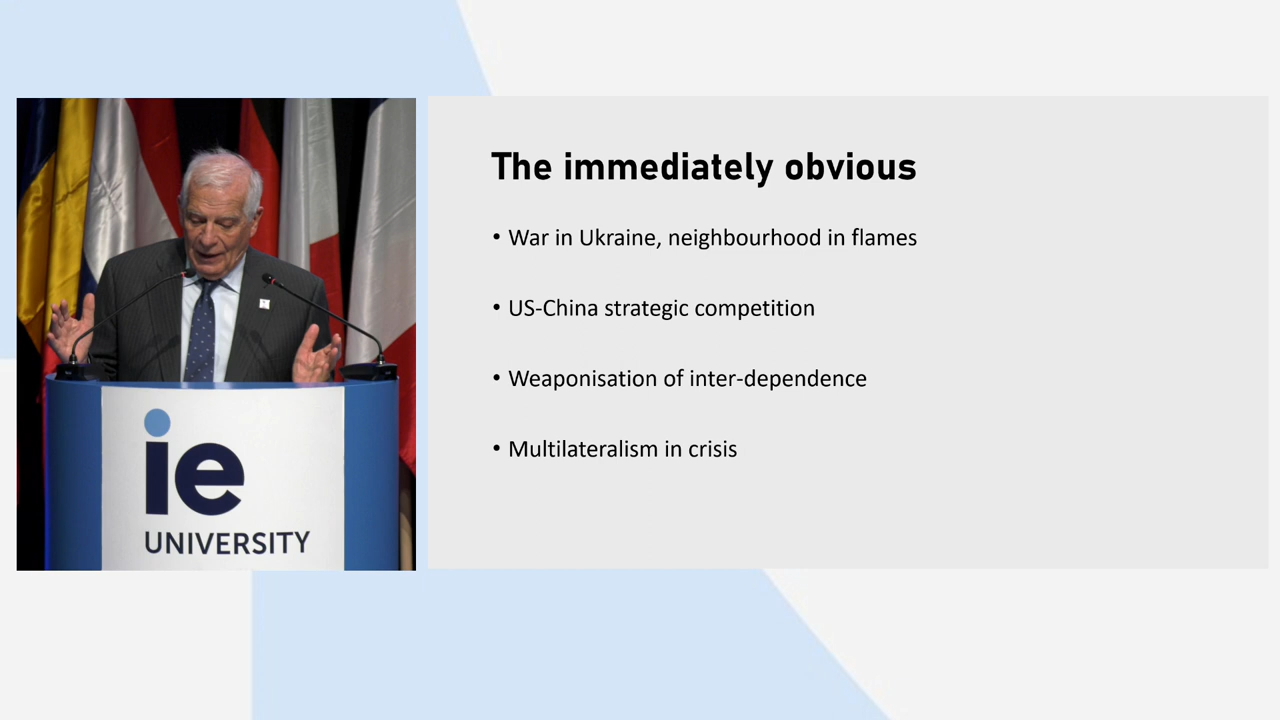 The immediately obvious
• War in Ukraine, neighbourhood in flames
• US-China strategic competition
• Weaponisation of inter-dependence
• Multilateralism in crisis
ie
UNIVERSITY